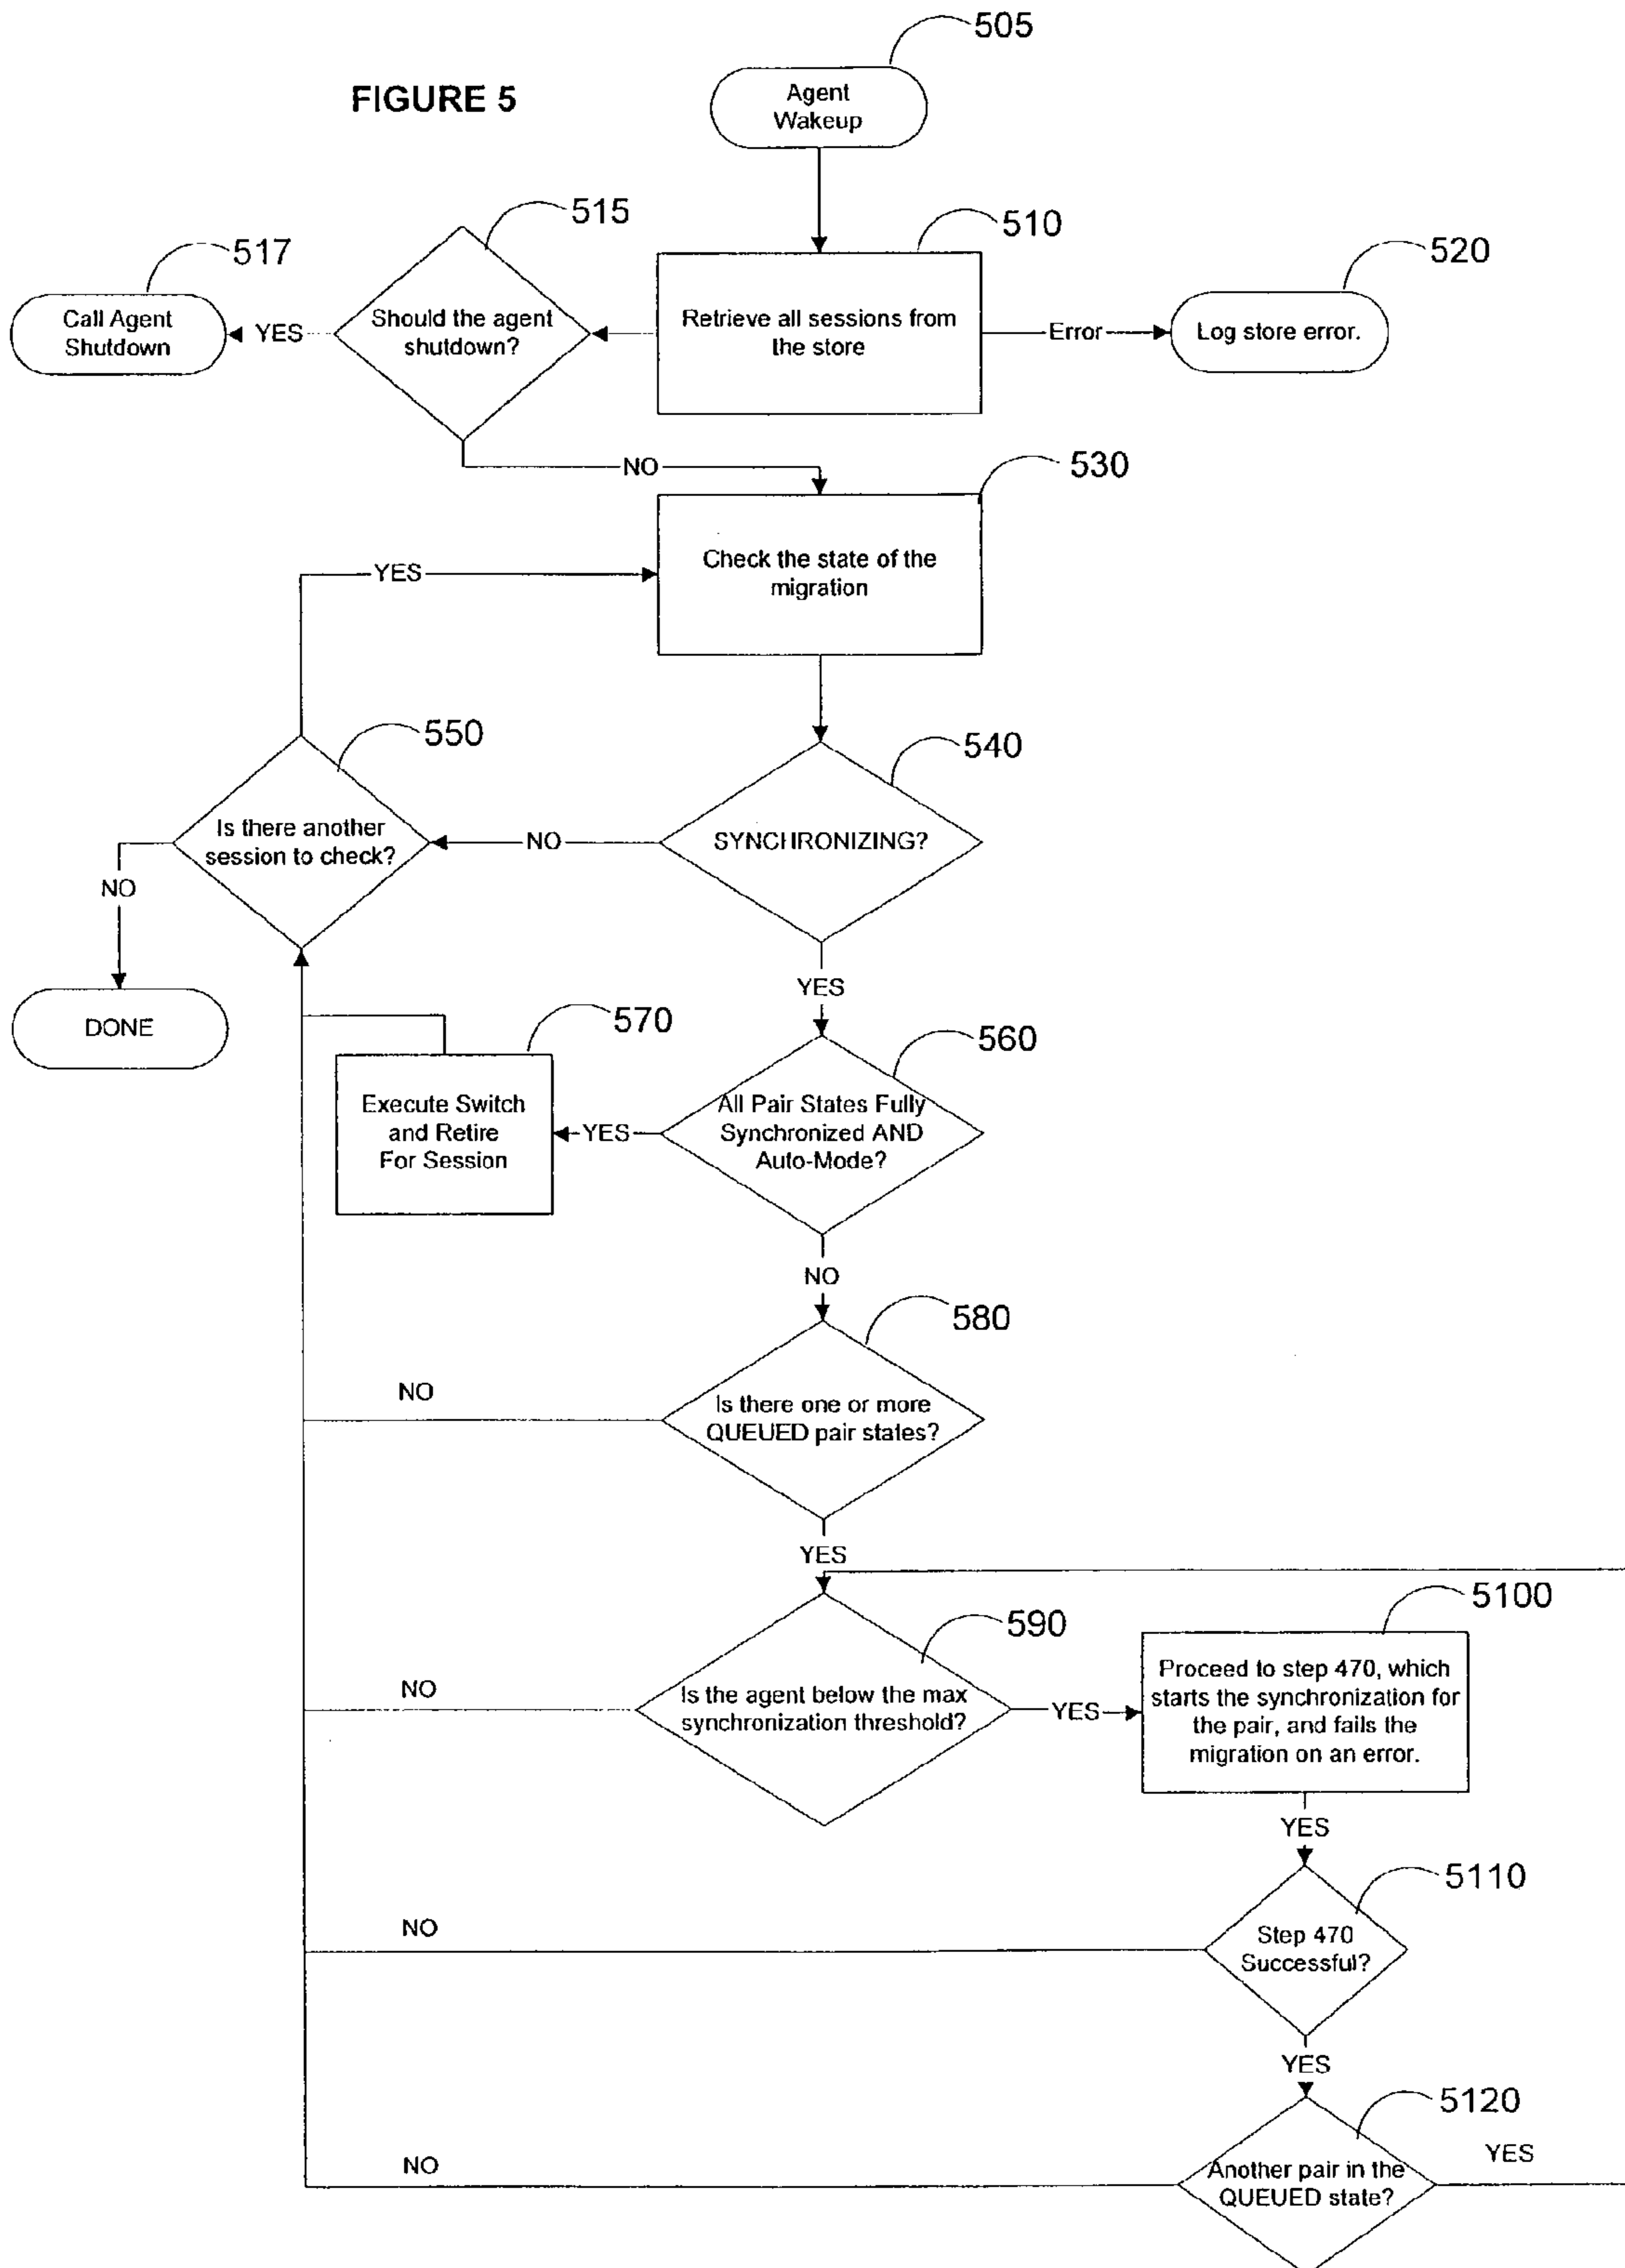 505
FIGURE 5
Agent
Wakeup
515
510
517
520
Call Agent
Shutdown
YES
Should the agent
shutdown?
Retrieve all sessions from
the store
Error
Log store error.
NO
530
Check the state of the
migration
YES
550
540
Is there another
session to check?
NO
SYNCHRONIZING?
NO
YES
DONE
570
560
Execute Switch
and Retire
For Session
YES
All Pair States Fully
Synchronized AND
Auto-Mode?
NO
580
NO
Is there one or more
QUEUED pair states?
YES
590
5100
NO
Is the agent below the max
synchronization threshold?
YES
Proceed to step 470, which
starts the synchronization for
the pair, and fails the
migration on an error.
YES
5110
NO
Step 470
Successful?
YES
5120
NO
Another pair in the
QUEUED state?
YES